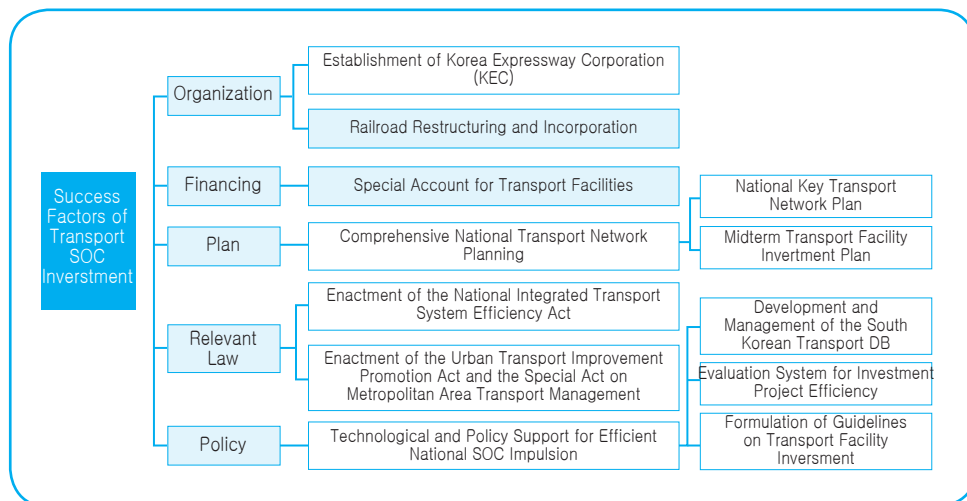 Success
Factors of
Transport
SOC
Inverstment
Organization
Establishment of Korea Expressway Corporation
(KEC)
Railroad Restructuring and Incorporation
Financing
Special Account for Transport Facilities
Plan
Comprehensive National Transport Network
Planning
National Key Transport
Network Plan
Midterm Transport Facility
Invertment Plan
Relevant
Law
Enactment of the National Integrated Transport
System Efficiency Act
Enactment of the Urban Transport Improvement
Promotion Act and the Special Act on
Metropolitan Area Transport Management
Policy
Technological and Policy Support for Efficient
National SOC Impulsion
Development and
Management of the South
Korean Transport DB
Evaluation System for Investment
Project Efficiency
Formulation of Guidelines
on Transport Facility
Inversment